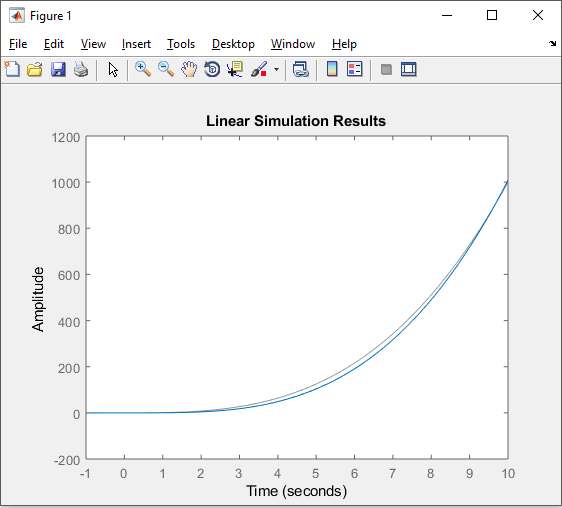 Figure 1
File Edit View Insert Tools Desktop Window Help
Linear Simulation Results
1200
1000
800
600
400
200
0
-200
Amplitude
-1 0 1 2 3 4 5 6 7 8 9 10
Time (seconds)